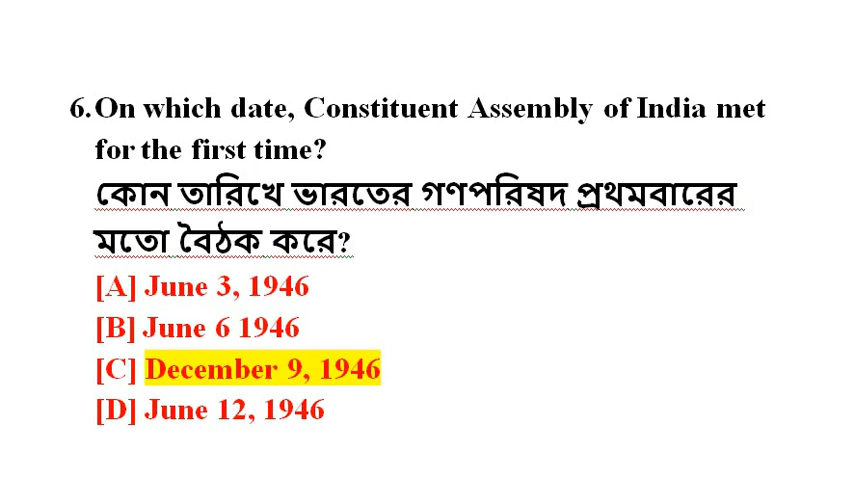 6. On which date, Constituent Assembly of India met
for the first time?
কোন তারিখে ভারতের গণপরিষদ প্রথমবারের
মতো বৈঠক করে?
[A] June 3, 1946
[B] June 6 1946
[C] December 9, 1946
[D] June 12, 1946